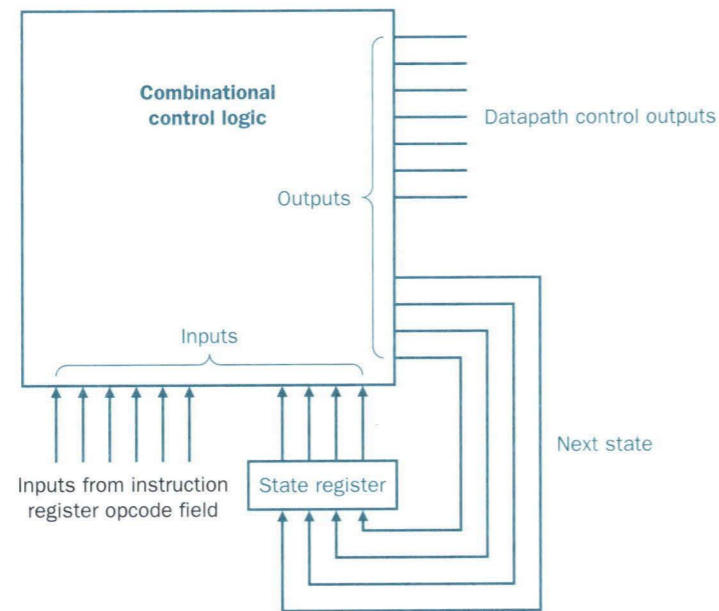 Combinational
control logic
Datapath control outputs
Outputs
Inputs
Next state
Inputs from instruction
register opcode field
State register